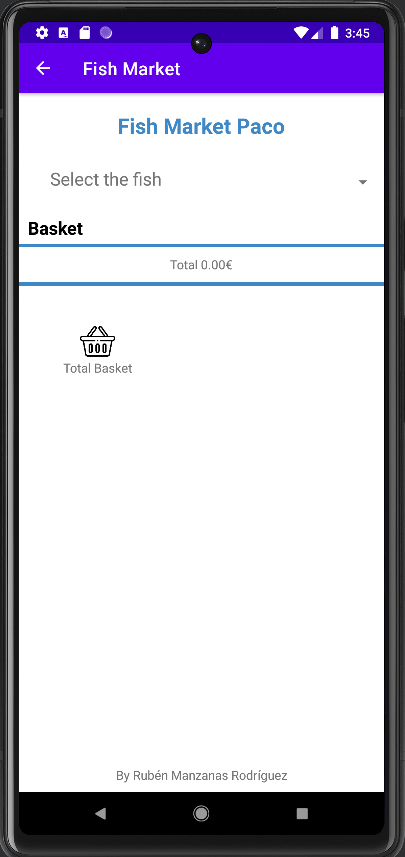 3:45
Fish Market
Fish Market Paco
Select the fish
Basket
Total 0.00€
Total Basket
By Rubén Manzanas Rodríguez